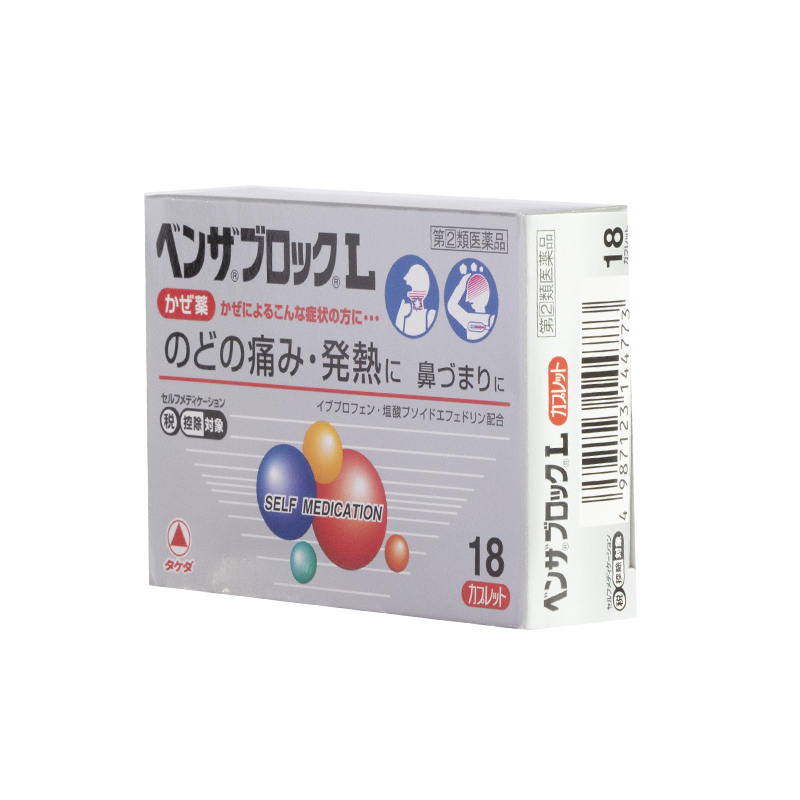 ベンザ®ブロック®L
第②類医薬品
かぜ薬 かぜによるこんな症状の方に・・・
のどの痛み・発熱に 鼻づまりに
イブプロフェン・塩酸プソイドエフェドリン配合
セルフメディケーション
税 控除 対象
SELF MEDICATION
タケダ
18
カプレット
第②類医薬品
18
カプレット
ベンザ®ブロック®L カプレット
セルフメディケーション
税 控除 対象
4 987123 144773